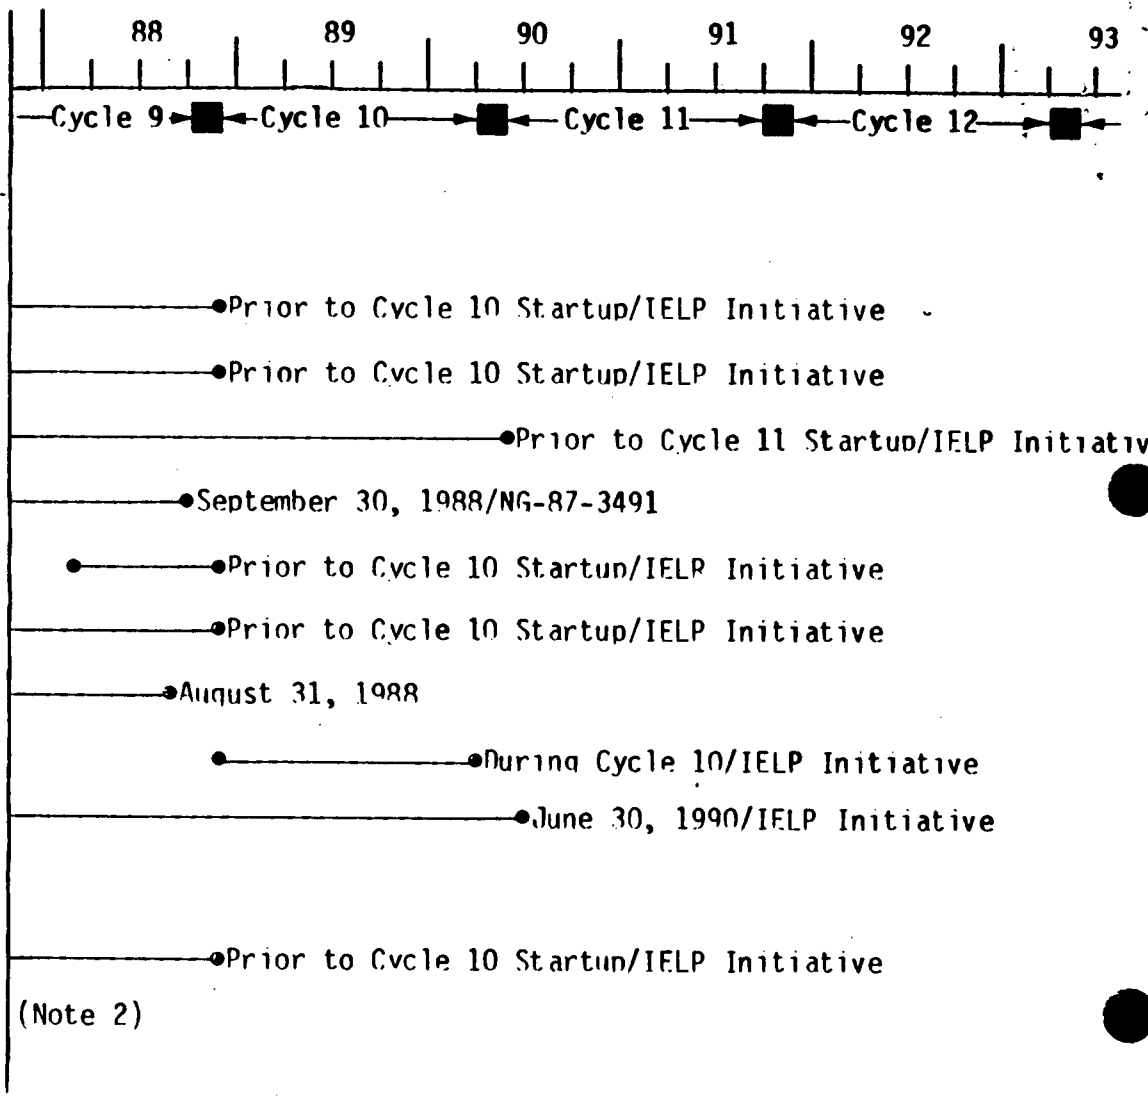 88 89 90 91 92 93
Cycle 9 Cycle 10 Cycle 11 Cycle 12
Prior to Cycle 10 Startup/IELP Initiative
Prior to Cycle 10 Startup/IELP Initiative
Prior to Cycle 11 Startup/IELP Initiativ
September 30, 1988/NG-87-3491
Prior to Cycle 10 Startup/IELP Initiative
Prior to Cycle 10 Startup/IELP Initiative
August 31, 1988
During Cycle 10/IELP Initiative
June 30, 1990/IELP Initiative
Prior to Cycle 10 Startup/IELP Initiative
(Note 2)